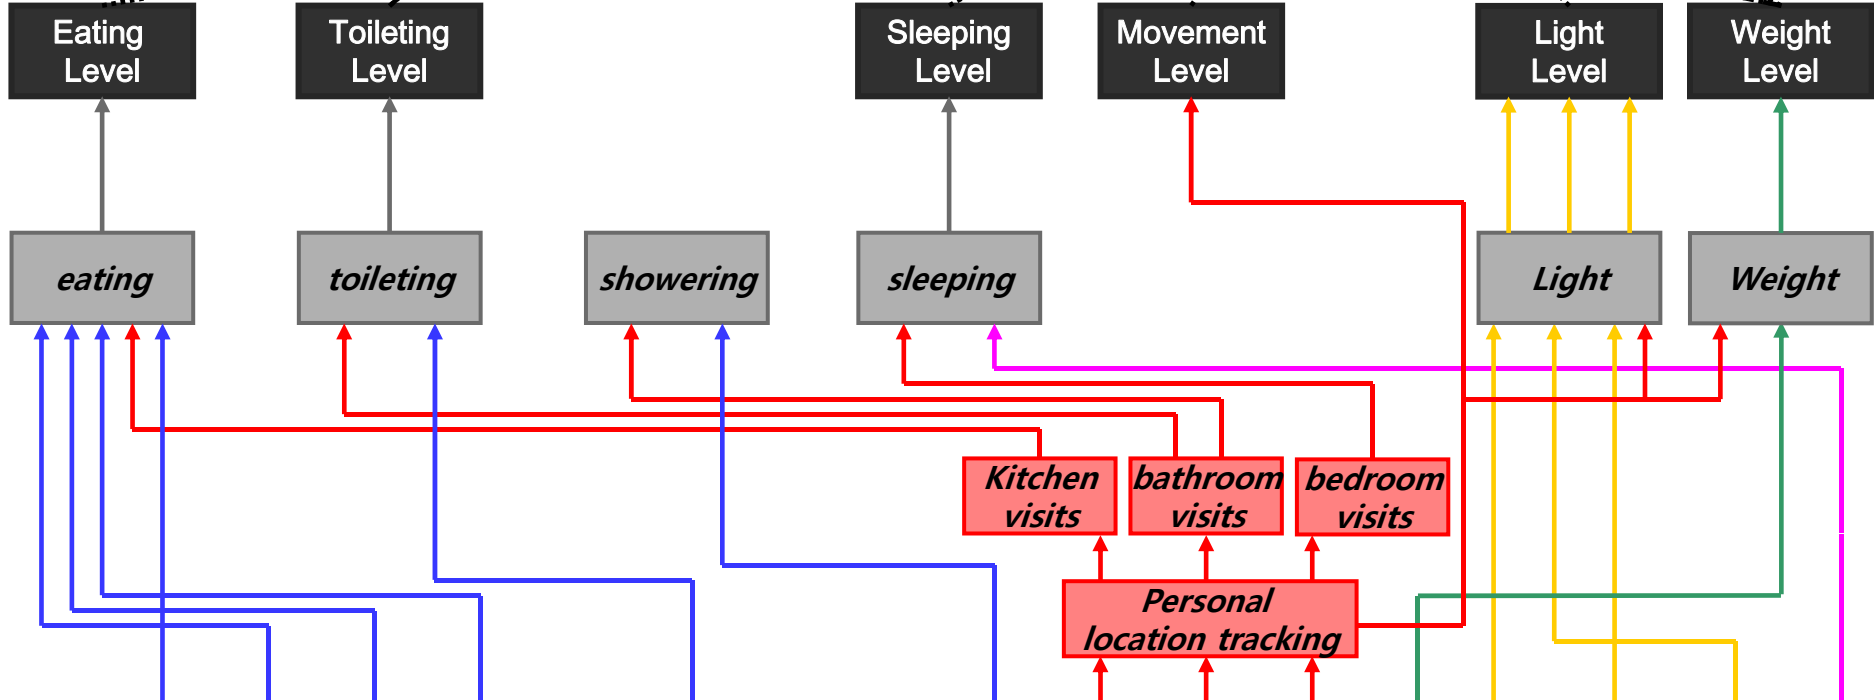 Eating
Level
Toileting
Level
Sleeping
Level
Movement
Level
Light
Level
Weight
Level
eating
toileting
showering
sleeping
Light
Weight
Kitchen
visits
bathroom
visits
bedroom
visits
Personal
location tracking